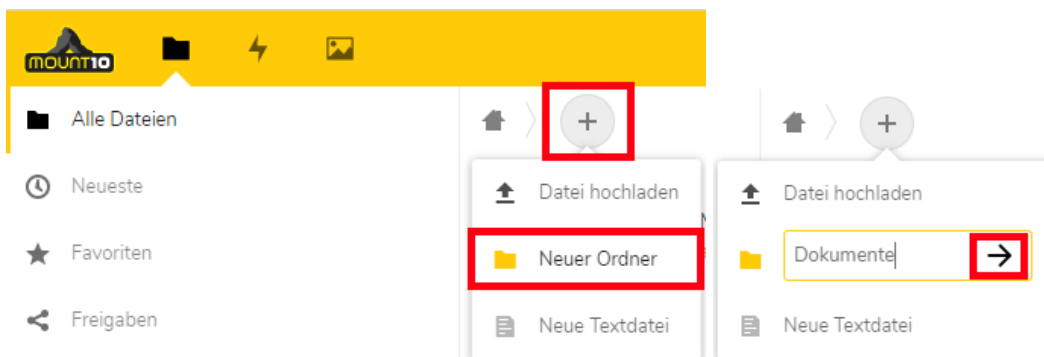 MOUNT10
Alle Dateien
Neueste
Favoriten
Freigaben
Datei hochladen
Neuer Ordner
Neue Textdatei
Datei hochladen
Dokumente
Neue Textdatei